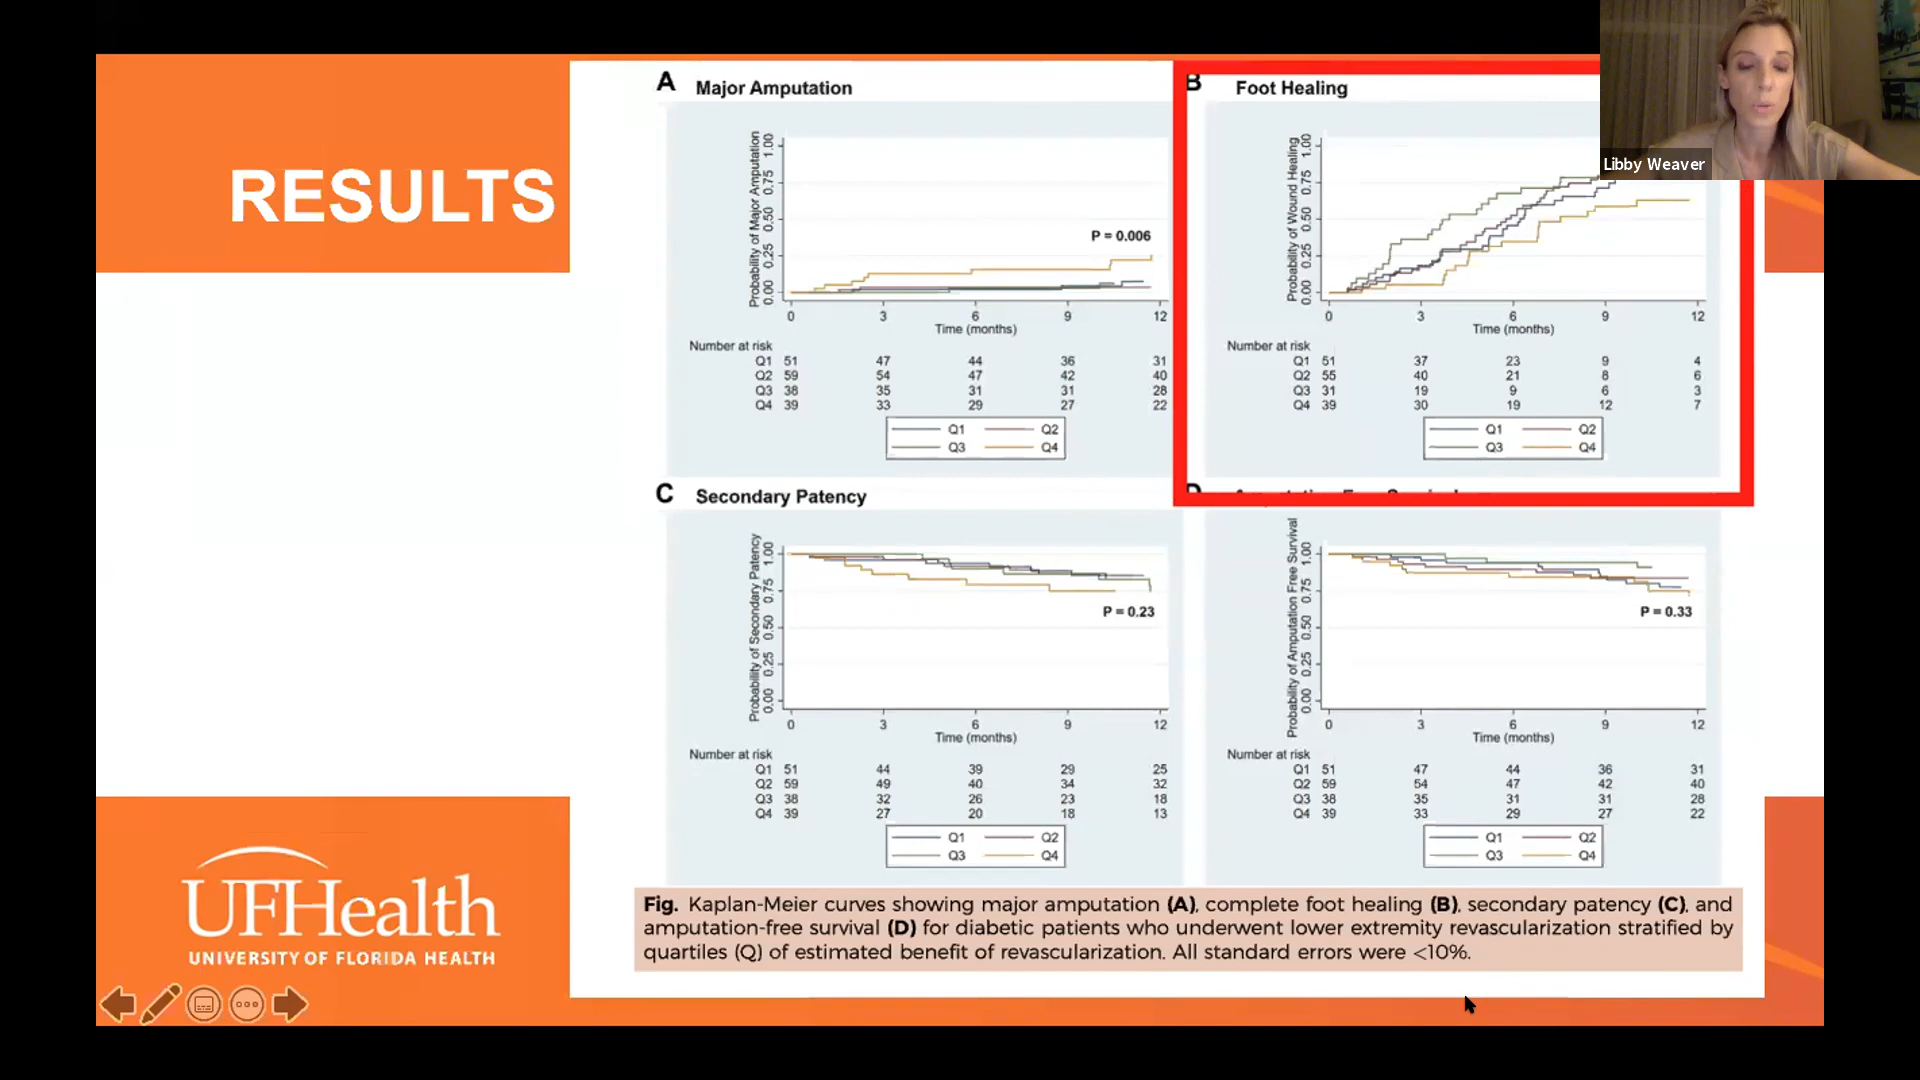 Libby Weaver
RESULTS
A Major Amputation
Probability of Major Amputation
0.00 0.25 0.50 0.75 1.00
P = 0.006
0 3 6 9 12
Time (months)
Number at risk
Q1 51 47 44 36 31
Q2 59 54 47 42 40
Q3 38 35 31 31 28
Q4 39 33 29 27 22
Q1 Q2
Q3 Q4
B Foot Healing
Probability of Wound Healing
0.00 0.25 0.50 0.75 1.00
0 3 6 9 12
Time (months)
Number at risk
Q1 51 37 23 9 4
Q2 55 40 21 8 6
Q3 31 19 9 6 3
Q4 39 30 19 12 7
Q1 Q2
Q3 Q4
C Secondary Patency
Probability of Secondary Patency
0.00 0.25 0.50 0.75 1.00
P = 0.23
0 3 6 9 12
Time (months)
Number at risk
Q1 51 44 39 29 25
Q2 59 49 40 34 32
Q3 38 32 26 23 18
Q4 39 27 20 18 13
Q1 Q2
Q3 Q4
D
Probability of Amputation Free Survival
0.00 0.25 0.50 0.75 1.00
P = 0.33
0 3 6 9 12
Time (months)
Number at risk
Q1 51 47 44 36 31
Q2 59 54 47 42 40
Q3 38 35 31 31 28
Q4 39 33 29 27 22
Q1 Q2
Q3 Q4
Fig. Kaplan-Meier curves showing major amputation (A), complete foot healing (B), secondary patency (C), and
amputation-free survival (D) for diabetic patients who underwent lower extremity revascularization stratified by
quartiles (Q) of estimated benefit of revascularization. All standard errors were <10%.
UFHealth
UNIVERSITY OF FLORIDA HEALTH